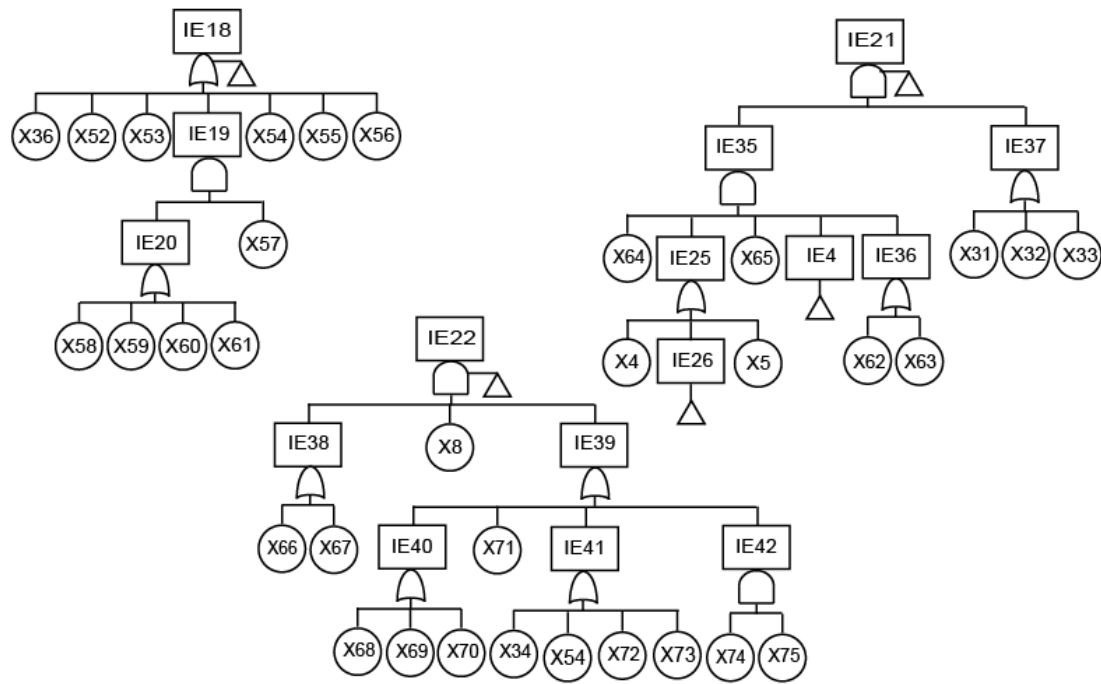 IE18
X36 X52 X53 IE19 X54 X55 X56
IE20 X57
X58 X59 X60 X61
IE21
IE35 IE37
X64 IE25 X65 IE4 IE36 X31 X32 X33
X4 IE26 X5 X62 X63
IE22
IE38 X8 IE39
X66 X67 IE40 X71 IE41 IE42
X68 X69 X70 X34 X54 X72 X73 X74 X75